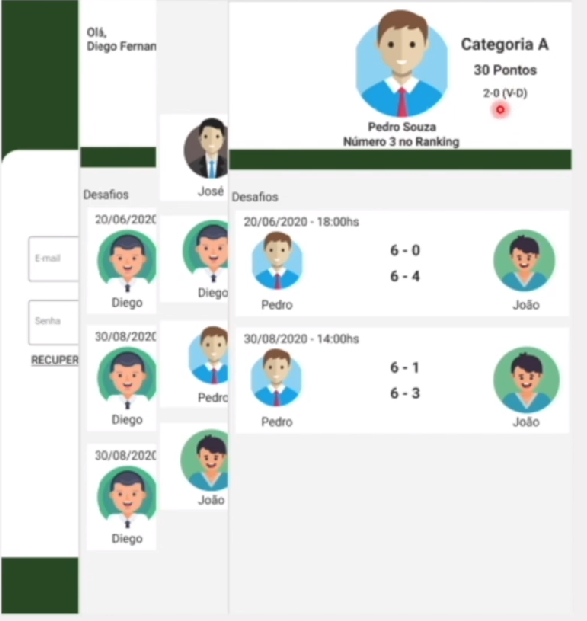 E-mail
Senha
RECUPER
Olá,
Diego Fernan
Desafios
20/06/2020
Diego
30/08/2020
Diego
30/08/2020
Diego
José
Diego
Pedro
João
Categoria A
30 Pontos
2-0 (V-D)
Pedro Souza
Número 3 no Ranking
Desafios
20/06/2020 - 18:00hs
6 - 0
6 - 4
Pedro
João
30/08/2020 - 14:00hs
6 - 1
6 - 3
Pedro
João